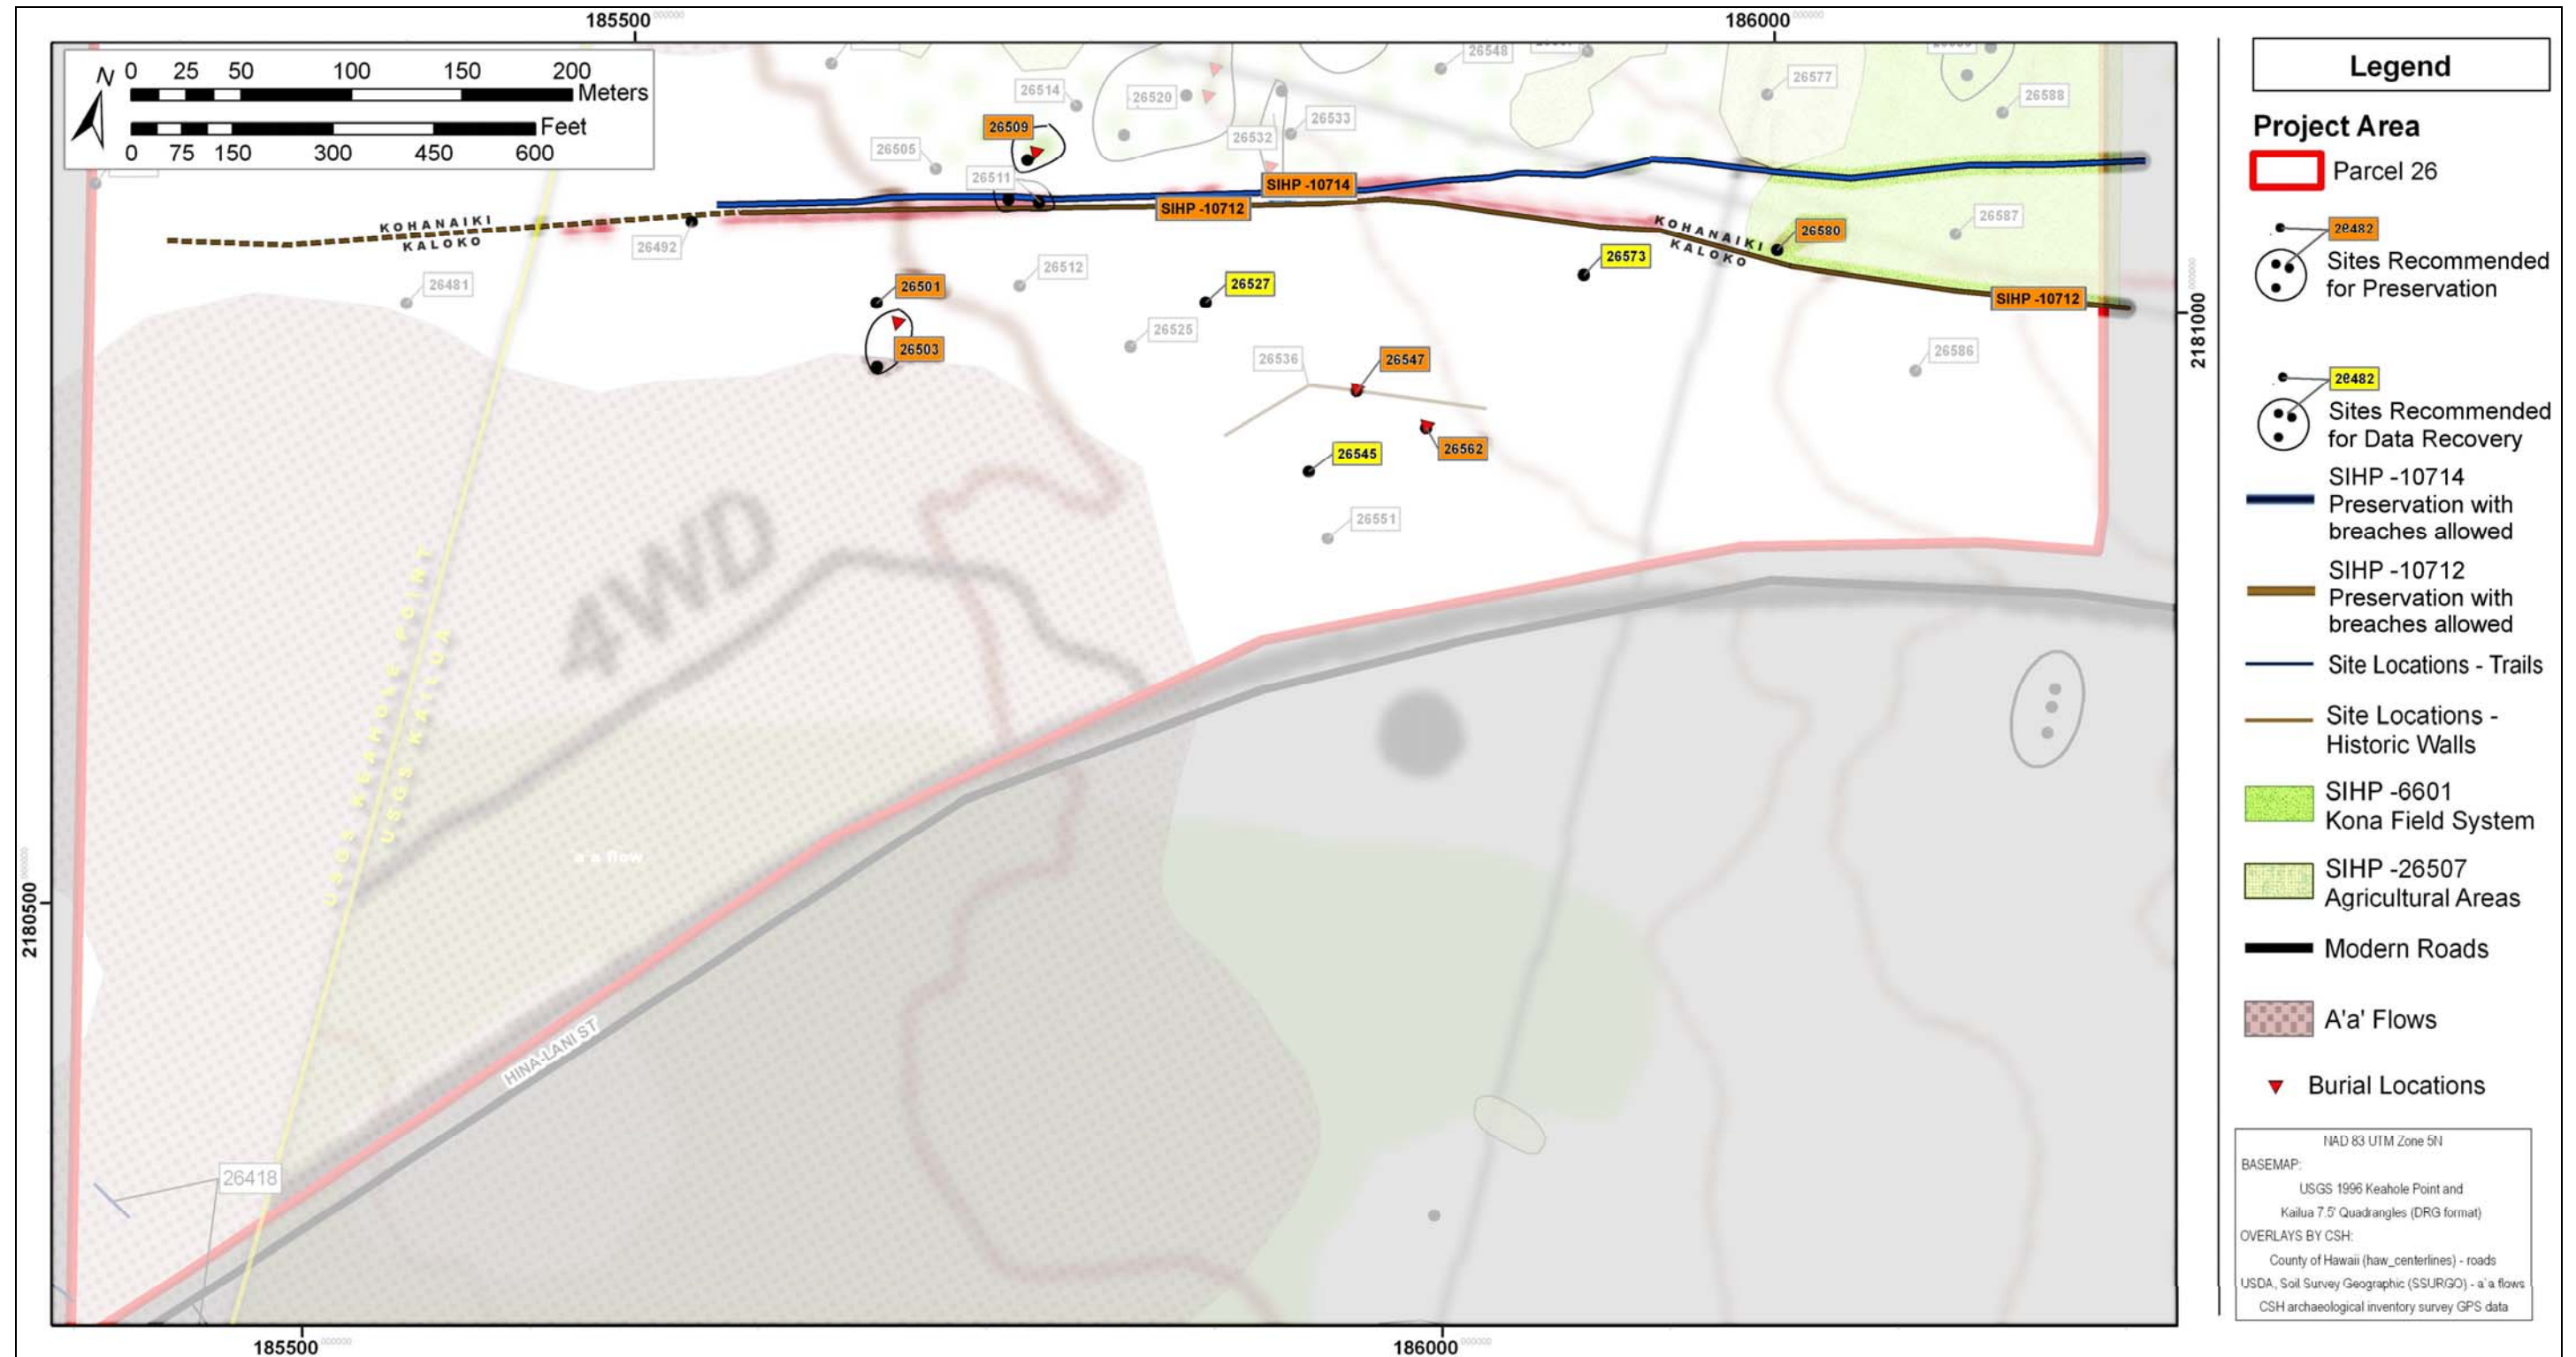 185500
186000
N 0 25 50 100 150 200
Meters
Feet
0 75 150 300 450 600
26548
26577
26588
26514
26520
26509
26532
26533
26505
26511
SIHP -10714
SIHP -10712
KOHANAIKI
KALOKO
26492
KOHANAIKI
KALOKO
26580
26587
26573
26481
26501
26512
26527
SIHP -10712
26503
26525
26536
26547
26586
26545
26562
26551
2181000
4WD
USGS KEAHOLE POINT
USGS KAILUA
a'a flow
2180500
HINA-LANI ST
26418
185500
186000
Legend
Project Area
Parcel 26
26482
Sites Recommended
for Preservation
26482
Sites Recommended
for Data Recovery
SIHP -10714
Preservation with
breaches allowed
SIHP -10712
Preservation with
breaches allowed
Site Locations - Trails
Site Locations -
Historic Walls
SIHP -6601
Kona Field System
SIHP -26507
Agricultural Areas
Modern Roads
A'a' Flows
Burial Locations
NAD 83 UTM Zone 5N
BASEMAP:
USGS 1996 Keahole Point and
Kailua 7.5' Quadrangles (DRG format)
OVERLAYS BY CSH:
County of Hawaii (haw_centerlines) - roads
USDA, Soil Survey Geographic (SSURGO) - a`a flows
CSH archaeological inventory survey GPS data